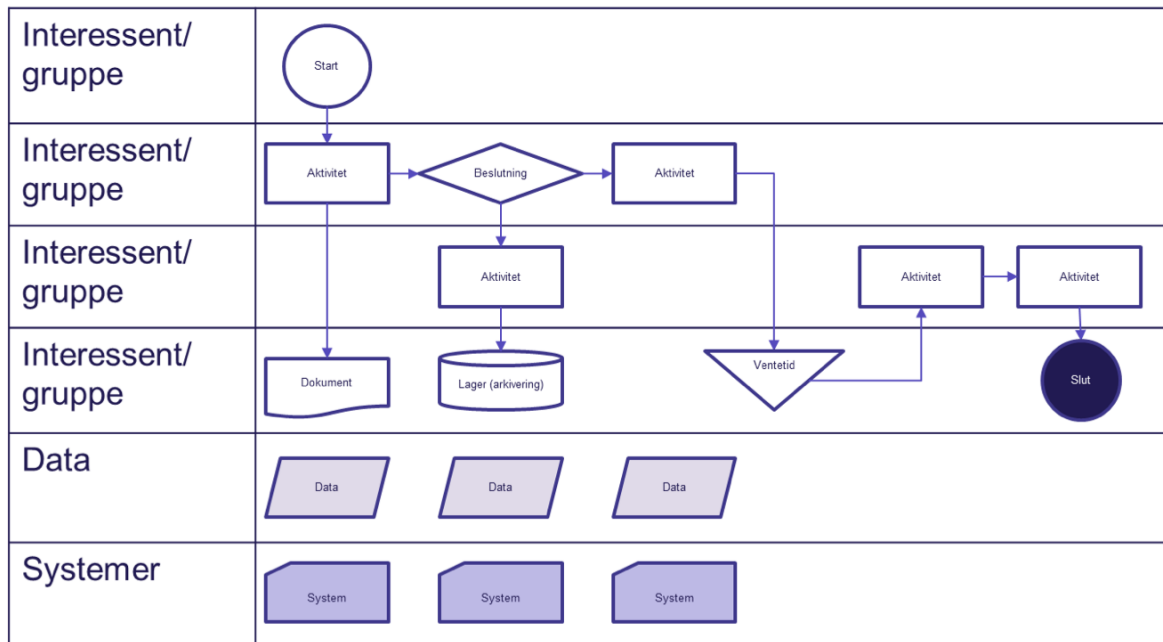 Interessent/
gruppe
Start
Interessent/
gruppe
Aktivitet
Beslutning
Aktivitet
Interessent/
gruppe
Aktivitet
Aktivitet
Aktivitet
Interessent/
gruppe
Dokument
Lager (arkivering)
Ventetid
Slut
Data
Data
Data
Data
Systemer
System
System
System